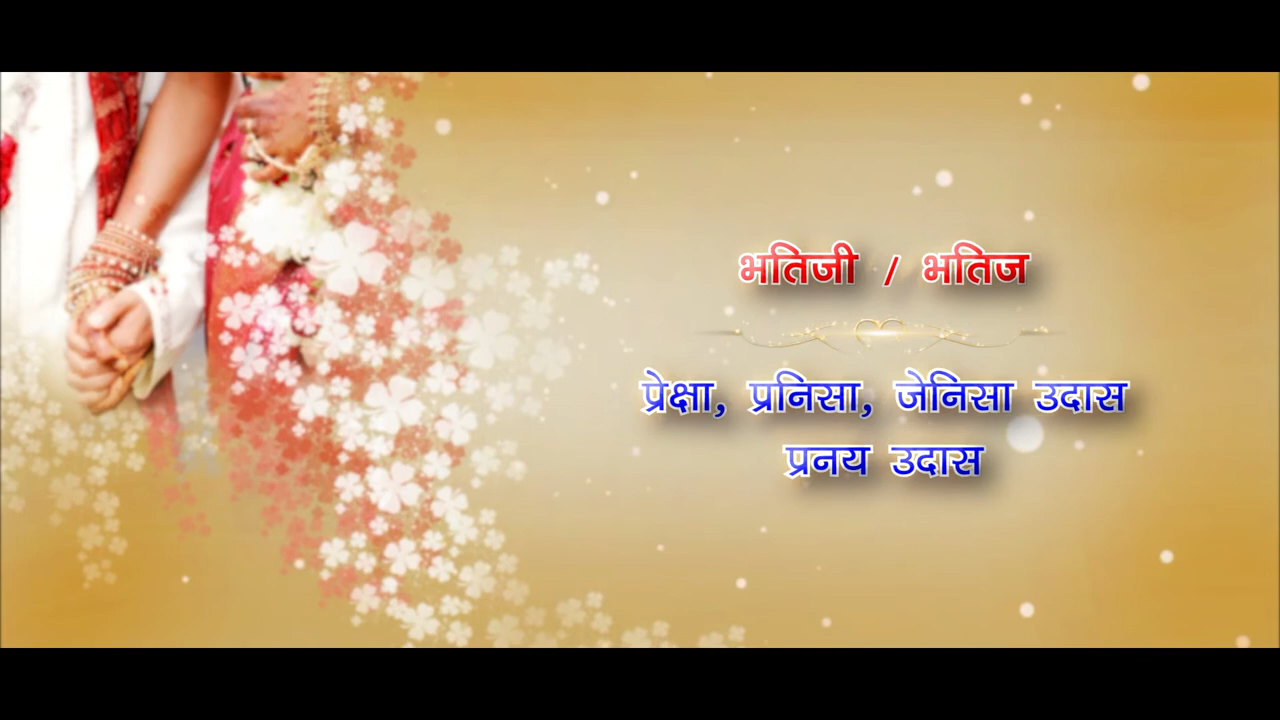 भतिजी / भतिज
प्रेक्षा, प्रनिसा, जेनिसा उदास
प्रनय उदास